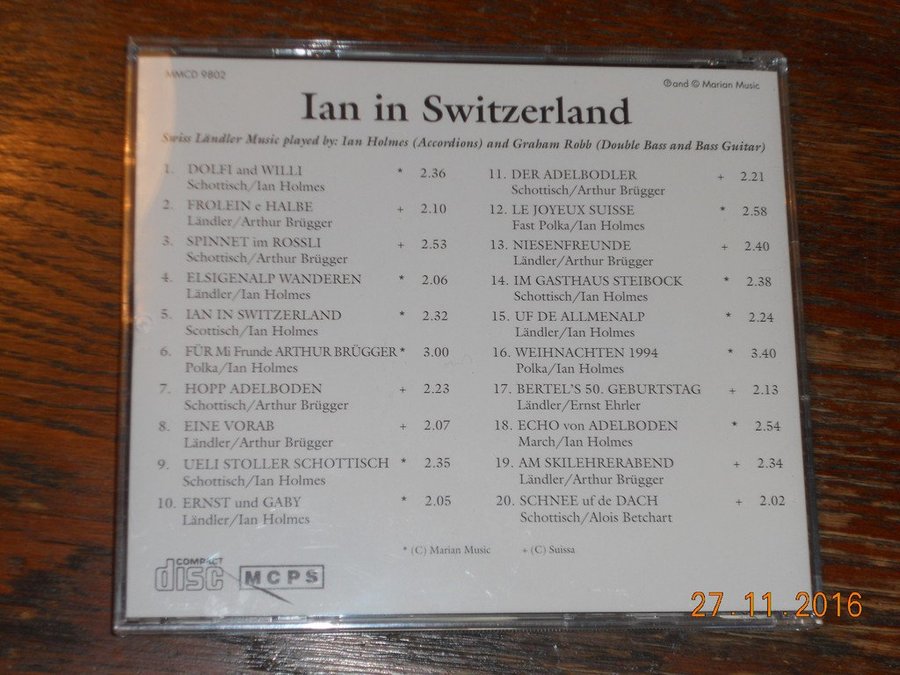 MMCD 9802
℗and © Marian Music
Ian in Switzerland
Swiss Ländler Music played by: Ian Holmes (Accordions) and Graham Robb (Double Bass and Bass Guitar)
1. DOLFI and WILLI * 2.36
Schottisch/Ian Holmes
2. FROLEIN e HALBE + 2.10
Ländler/Arthur Brügger
3. SPINNET im ROSSLI + 2.53
Schottisch/Arthur Brügger
4. ELSIGENALP WANDEREN * 2.06
Ländler/Ian Holmes
5. IAN IN SWITZERLAND * 2.32
Scottisch/Ian Holmes
6. FÜR Mi Frunde ARTHUR BRÜGGER * 3.00
Polka/Ian Holmes
7. HOPP ADELBODEN + 2.23
Schottisch/Arthur Brügger
8. EINE VORAB + 2.07
Ländler/Arthur Brügger
9. UELI STOLLER SCHOTTISCH * 2.35
Schottisch/Ian Holmes
10. ERNST und GABY * 2.05
Ländler/Ian Holmes
11. DER ADELBODLER + 2.21
Schottisch/Arthur Brügger
12. LE JOYEUX SUISSE * 2.58
Fast Polka/Ian Holmes
13. NIESENFREUNDE + 2.40
Ländler/Arthur Brügger
14. IM GASTHAUS STEIBOCK * 2.38
Schottisch/Ian Holmes
15. UF DE ALLMENALP * 2.24
Ländler/Ian Holmes
16. WEIHNACHTEN 1994 * 3.40
Polka/Ian Holmes
17. BERTEL'S 50. GEBURTSTAG + 2.13
Ländler/Ernst Ehrler
18. ECHO von ADELBODEN * 2.54
March/Ian Holmes
19. AM SKILEHRERABEND + 2.34
Ländler/Arthur Brügger
20. SCHNEE uf de DACH + 2.02
Schottisch/Alois Betchart
* (C) Marian Music + (C) Suissa
COMPACT
disc
MCPS
27.11.2016